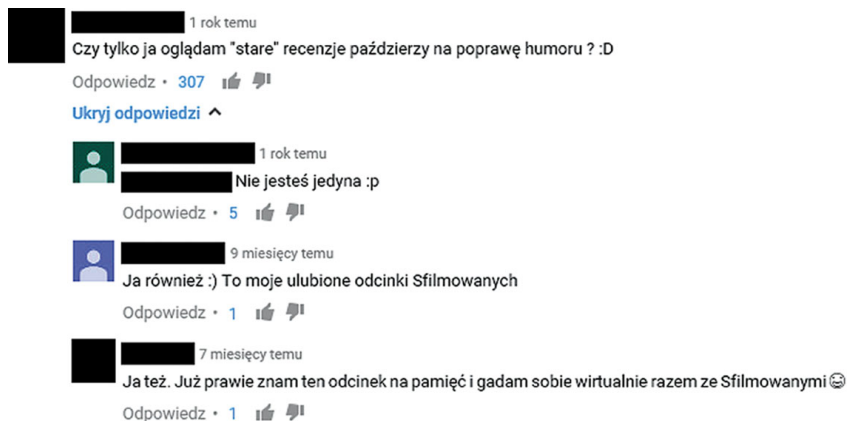 1 rok temu
Czy tylko ja oglądam "stare" recenzje paździerzy na poprawę humoru ? :D
Odpowiedz • 307
Ukryj odpowiedzi
1 rok temu
Nie jesteś jedyna :p
Odpowiedz • 5
9 miesięcy temu
Ja również :) To moje ulubione odcinki Sfilmowanych
Odpowiedz • 1
7 miesięcy temu
Ja też. Już prawie znam ten odcinek na pamięć i gadam sobie wirtualnie razem ze Sfilmowanymi😂
Odpowiedz • 1